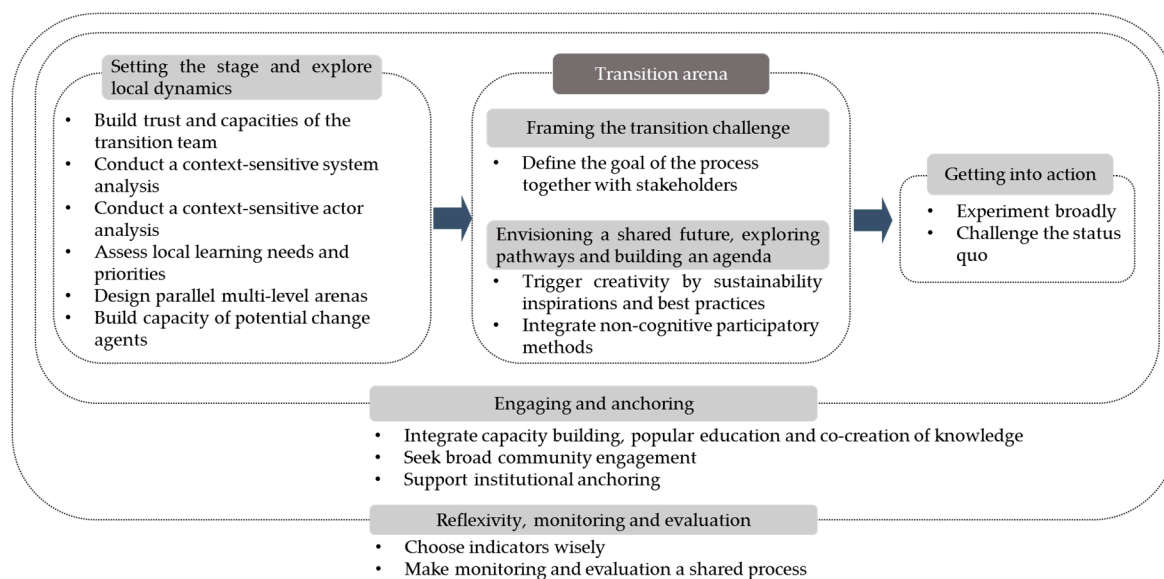 Setting the stage and explore
local dynamics
• Build trust and capacities of the
transition team
• Conduct a context-sensitive system
analysis
• Conduct a context-sensitive actor
analysis
• Assess local learning needs and
priorities
• Design parallel multi-level arenas
• Build capacity of potential change
agents
Transition arena
Framing the transition challenge
• Define the goal of the process
together with stakeholders
Envisioning a shared future, exploring
pathways and building an agenda
• Trigger creativity by sustainability
inspirations and best practices
• Integrate non-cognitive participatory
methods
Getting into action
• Experiment broadly
• Challenge the status
quo
Engaging and anchoring
• Integrate capacity building, popular education and co-creation of knowledge
• Seek broad community engagement
• Support institutional anchoring
Reflexivity, monitoring and evaluation
• Choose indicators wisely
• Make monitoring and evaluation a shared process